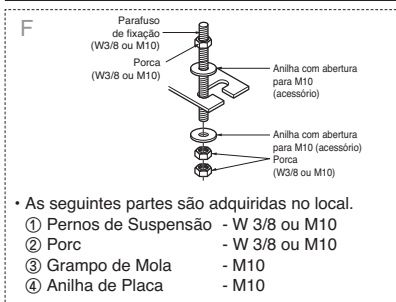 F
Parafuso
de fixação
(W3/8 ou M10)
Porca
(W3/8 ou M10)
Anilha com abertura
para M10
(acessório)
Anilha com abertura
para M10 (acessório)
Porca
(W3/8 ou M10)
• As seguintes partes são adquiridas no local.
① Pernos de Suspensão - W 3/8 ou M10
② Porc - W 3/8 ou M10
③ Grampo de Mola - M10
④ Anilha de Placa - M10